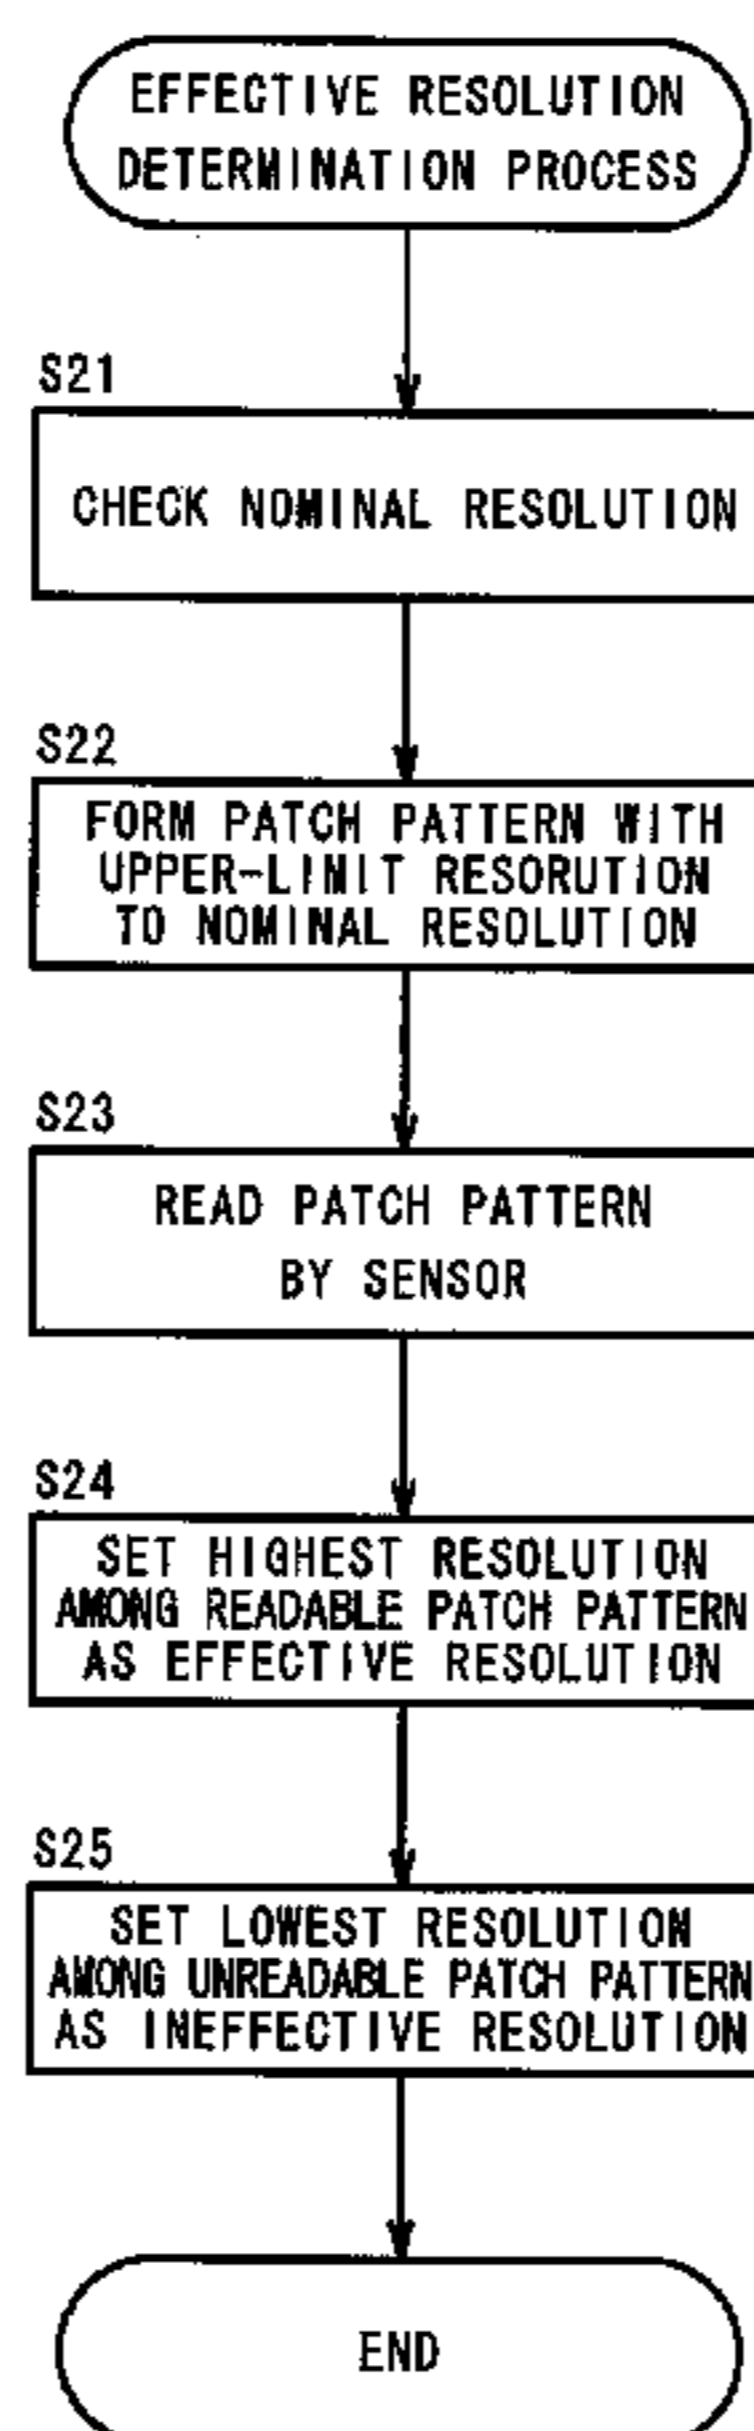 EFFECTIVE RESOLUTION
DETERMINATION PROCESS
S21
CHECK NOMINAL RESOLUTION
S22
FORM PATCH PATTERN WITH
UPPER-LIMIT RESORUTION
TO NOMINAL RESOLUTION
S23
READ PATCH PATTERN
BY SENSOR
S24
SET HIGHEST RESOLUTION
AMONG READABLE PATCH PATTERN
AS EFFECTIVE RESOLUTION
S25
SET LOWEST RESOLUTION
AMONG UNREADABLE PATCH PATTERN
AS INEFFECTIVE RESOLUTION
END